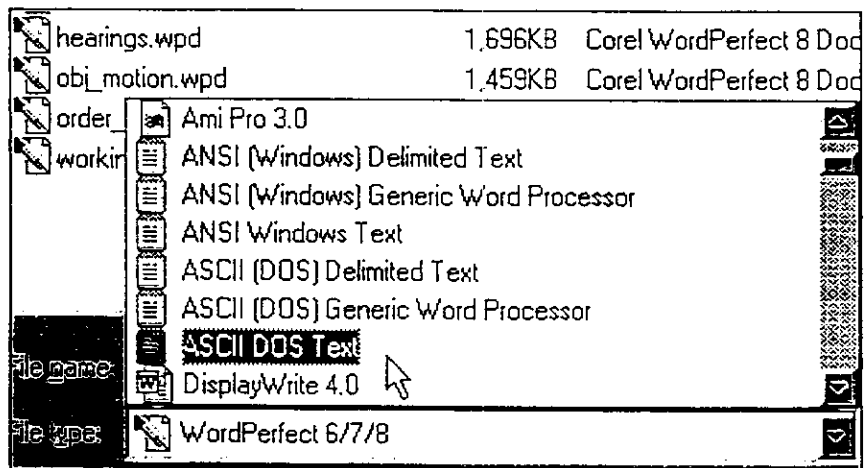 hearings.wpd 1,696KB Corel WordPerfect 8 Doc
obj_motion.wpd 1,459KB Corel WordPerfect 8 Doc
order_ Ami Pro 3.0
workin ANSI (Windows) Delimited Text
ANSI (Windows) Generic Word Processor
ANSI Windows Text
ASCII (DOS) Delimited Text
ASCII (DOS) Generic Word Processor
ASCII DOS Text
File name: DisplayWrite 4.0
File type: WordPerfect 6/7/8